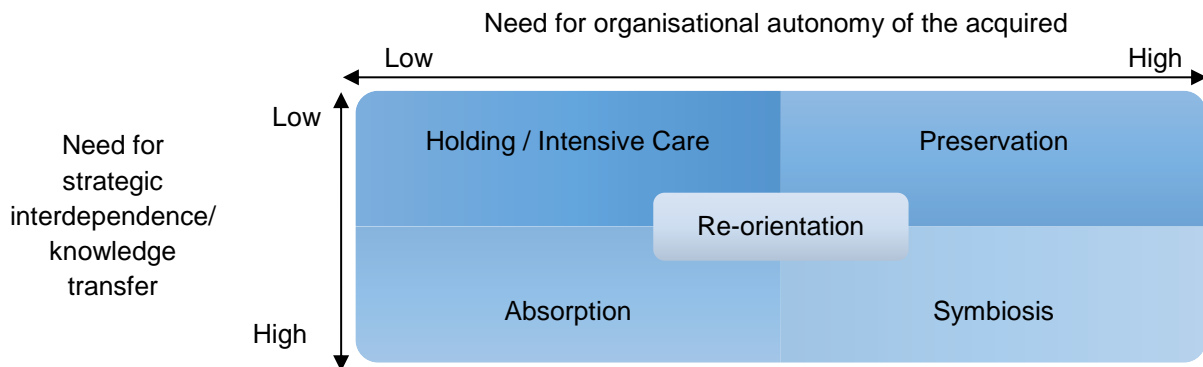 Need for organisational autonomy of the acquired
Low
High
Low
Need for
strategic
interdependence/
knowledge
transfer
High
Holding / Intensive Care
Preservation
Re-orientation
Absorption
Symbiosis